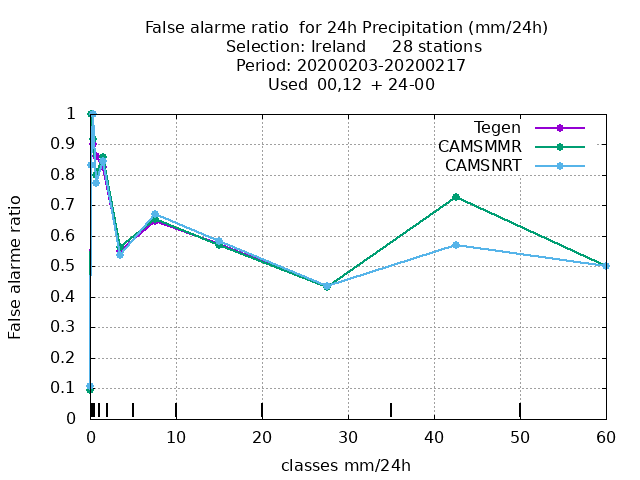 False alarme ratio  for 24h Precipitation (mm/24h)
Selection: Ireland     28 stations
Period: 20200203-20200217
Used  00,12  + 24-00
Tegen
CAMSMMR
CAMSNRT
1
0.9
0.8
0.7
0.6
0.5
0.4
0.3
0.2
0.1
0
False alarme ratio
0 10 20 30 40 50 60
classes mm/24h